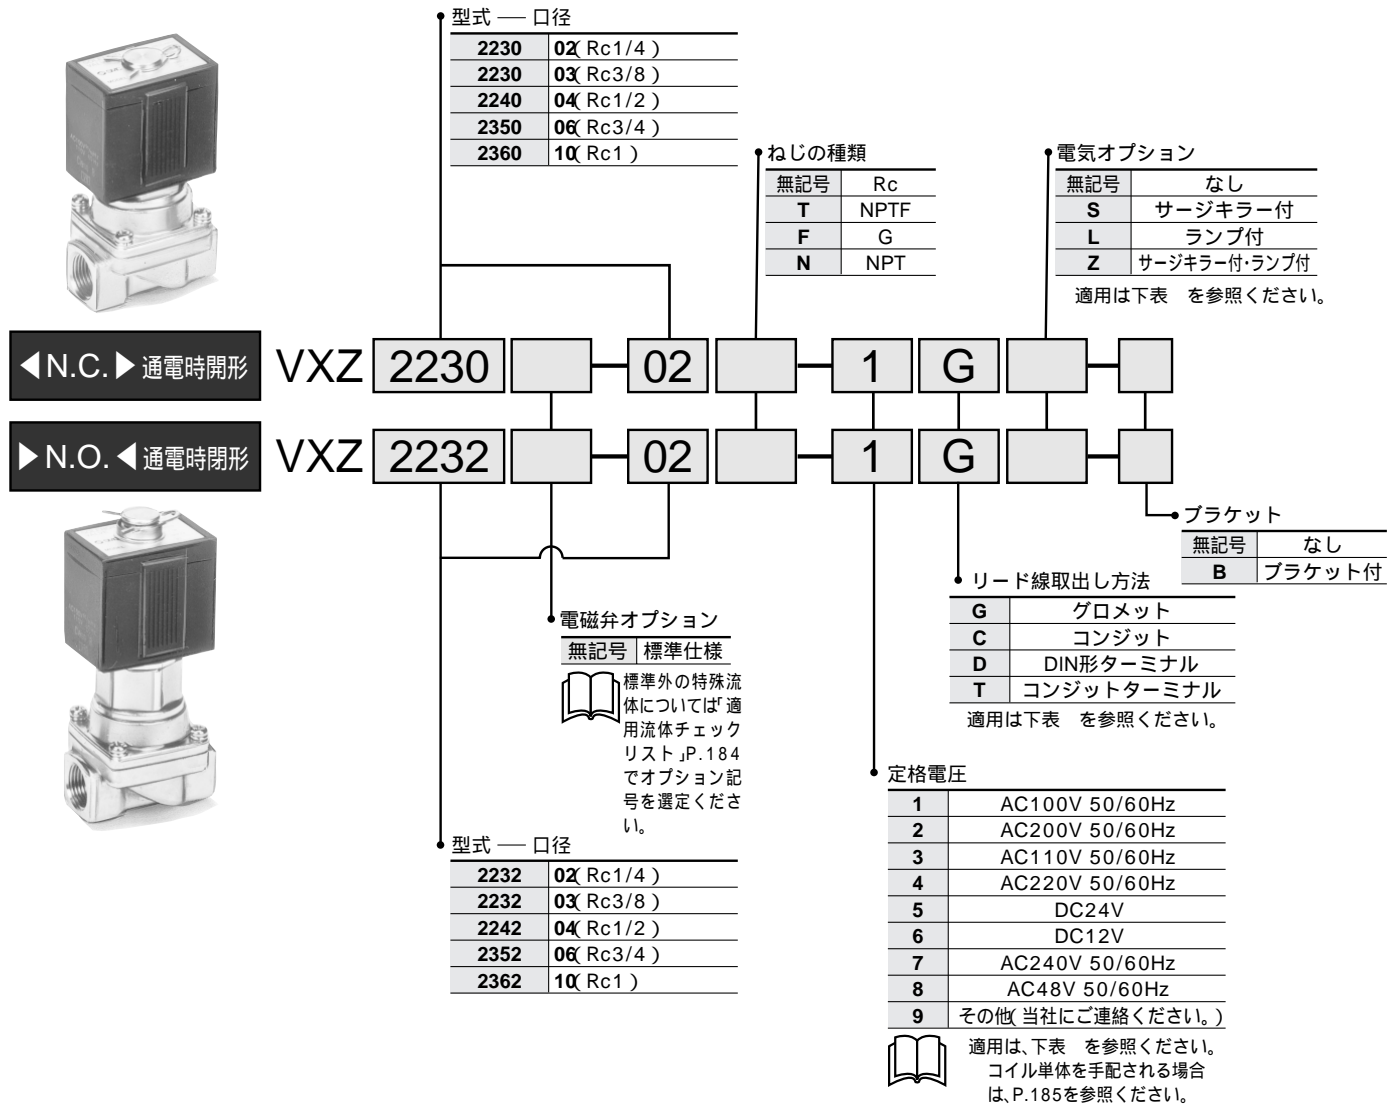 型式 ── 口径
2230 02( Rc1/4 )
2230 03( Rc3/8 )
2240 04( Rc1/2 )
2350 06( Rc3/4 )
2360 10( Rc1 )
ねじの種類
無記号 Rc
T NPTF
F G
N NPT
電気オプション
無記号 なし
S サージキラー付
L ランプ付
Z サージキラー付・ランプ付
適用は下表 を参照ください。
◀N.C.▶ 通電時開形 VXZ 2230 － 02 － 1 G －
▶N.O.◀ 通電時閉形 VXZ 2232 － 02 － 1 G －
ブラケット
無記号 なし
B ブラケット付
リード線取出し方法
G グロメット
C コンジット
D DIN形ターミナル
T コンジットターミナル
適用は下表 を参照ください。
電磁弁オプション
無記号 標準仕様
標準外の特殊流
体については「適
用流体チェック
リスト」P.184
でオプション記
号を選定くださ
い。
定格電圧
1 AC100V 50/60Hz
2 AC200V 50/60Hz
3 AC110V 50/60Hz
4 AC220V 50/60Hz
5 DC24V
6 DC12V
7 AC240V 50/60Hz
8 AC48V 50/60Hz
9 その他( 当社にご連絡ください。)
適用は、下表 を参照ください。
コイル単体を手配される場合
は、P.185を参照ください。
型式 ── 口径
2232 02( Rc1/4 )
2232 03( Rc3/8 )
2242 04( Rc1/2 )
2352 06( Rc3/4 )
2362 10( Rc1 )